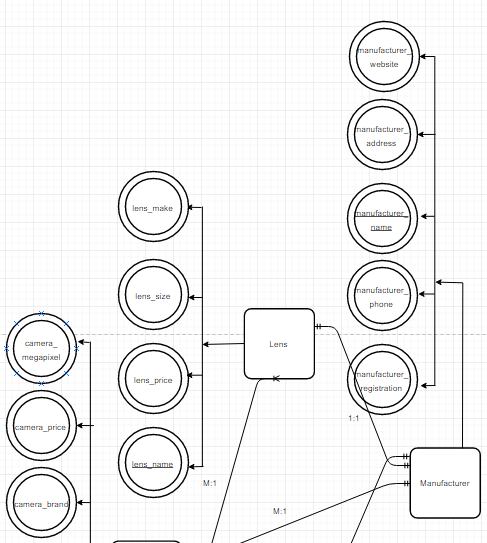 manufacturer_
website
manufacturer_
address
manufacturer_
name
manufacturer_
phone
manufacturer_
registration
lens_make
lens_size
lens_price
lens_name
Lens
camera_
megapixel
camera_price
camera_brand
1:1
M:1
M:1
Manufacturer